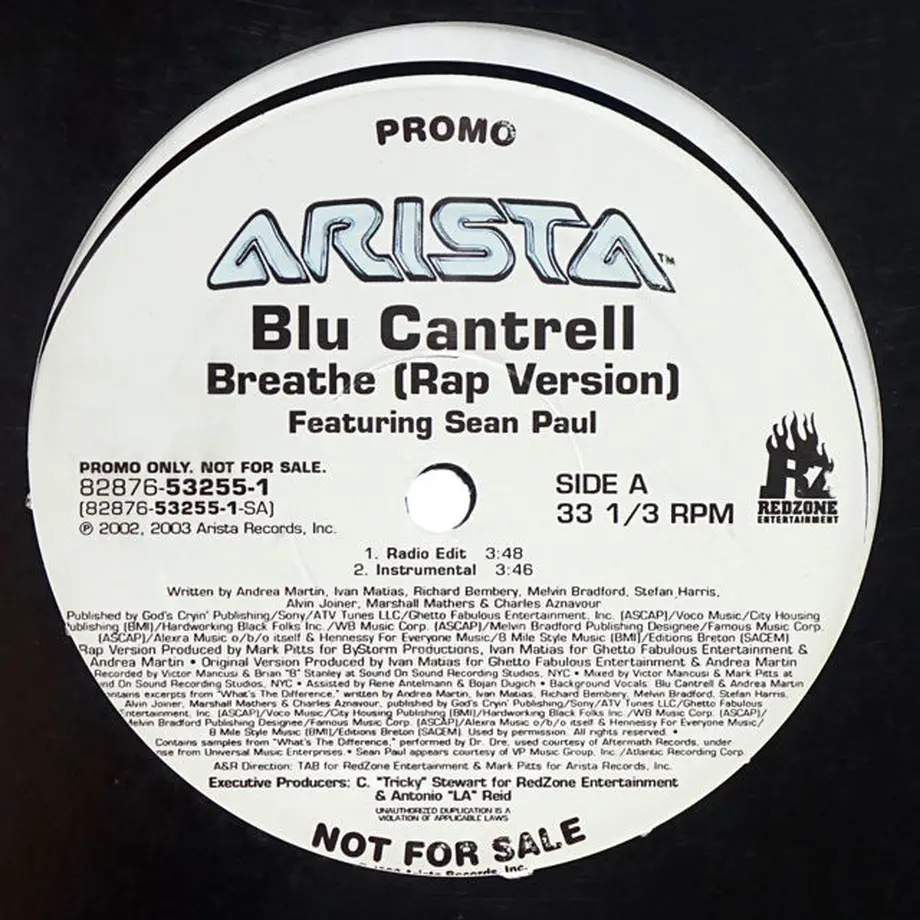 PROMO
ARISTA™
Blu Cantrell
Breathe (Rap Version)
Featuring Sean Paul
PROMO ONLY. NOT FOR SALE.
82876-53255-1
(82876-53255-1-SA)
℗ 2002, 2003 Arista Records, Inc.
SIDE A
33 1/3 RPM
RZ
REDZONE
ENTERTAINMENT
1. Radio Edit 3:48
2. Instrumental 3:46
Written by Andrea Martin, Ivan Matias, Richard Bembery, Melvin Bradford, Stefan Harris,
Alvin Joiner, Marshall Mathers & Charles Aznavour
Published by God's Cryin' Publishing/Sony/ATV Tunes LLC/Ghetto Fabulous Entertainment, Inc. (ASCAP)/Voco Music/City Housing
Publishing (BMI)/Hardworking Black Folks Inc. /WB Music Corp. (ASCAP)/Melvin Bradford Publishing Designee/Famous Music Corp.
(ASCAP)/Alexra Music o/b/o itself & Hennessy For Everyone Music/8 Mile Style Music (BMI)/Editions Breton (SACEM)
Rap Version Produced by Mark Pitts for ByStorm Productions, Ivan Matias for Ghetto Fabulous Entertainment &
Andrea Martin • Original Version Produced by Ivan Matias for Ghetto Fabulous Entertainment & Andrea Martin
Recorded by Victor Mancusi & Brian "B" Stanley at Sound On Sound Recording Studios, NYC • Mixed by Victor Mancusi & Mark Pitts at
nd On Sound Recording Studios, NYC • Assisted by Rene Antelmann & Bojan Dugich • Background Vocals: Blu Cantrell & Andrea Martin
ntains excerpts from "What's The Difference," written by Andrea Martin, Ivan Matias, Richard Bembery, Melvin Bradford, Stefan Harris,
Alvin Joiner, Marshall Mathers & Charles Aznavour, published by God's Cryin' Publishing/Sony/ATV Tunes LLC/Ghetto Fabulous
Entertainment, Inc. (ASCAP)/Voco Music/City Housing Publishing (BMI)/Hardworking Black Folks Inc. /WB Music Corp. (ASCAP)/
Melvin Bradford Publishing Designee/Famous Music Corp. (ASCAP)/Alexra Music o/b/o itself & Hennessy For Everyone Music/
8 Mile Style Music (BMI)/Editions Breton (SACEM). Used by permission. All rights reserved. •
Contains samples from "What's The Difference," performed by Dr. Dre, used courtesy of Aftermath Records, under
nse from Universal Music Enterprises. • Sean Paul appears courtesy of VP Music Group, Inc. /Atlantic Recording Corp.
A&R Direction: TAB for RedZone Entertainment & Mark Pitts for Arista Records, Inc.
Executive Producers: C. "Tricky" Stewart for RedZone Entertainment
& Antonio "LA" Reid
UNAUTHORIZED DUPLICATION IS A
VIOLATION OF APPLICABLE LAWS
NOT FOR SALE
Arista Records, Inc.